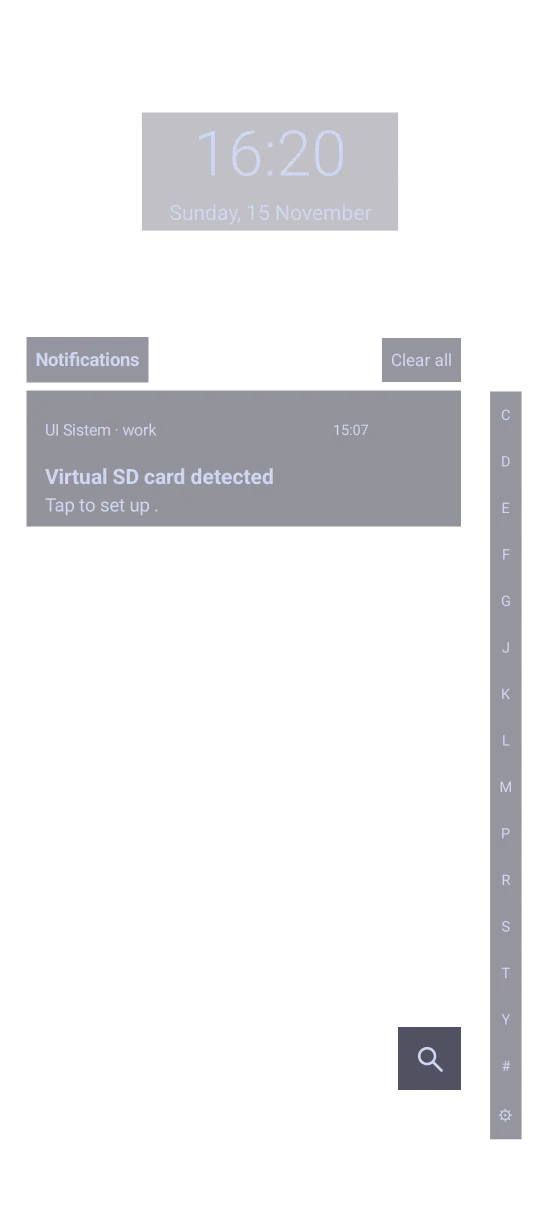 16:20
Sunday, 15 November
Notifications
Clear all
UI Sistem · work 15:07
Virtual SD card detected
Tap to set up .
C
D
E
F
G
J
K
L
M
P
R
S
T
Y
#